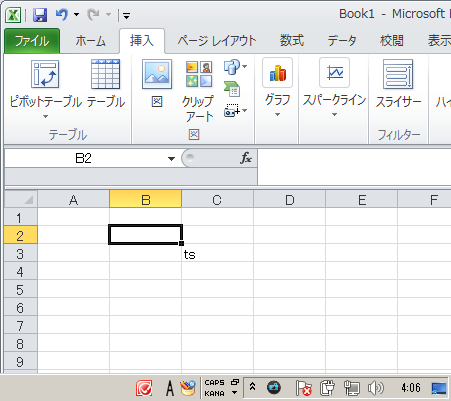 Book1 - Microsoft
ファイル ホーム 挿入 ページ レイアウト 数式 データ 校閲 表示
ピボットテーブル テーブル 図 クリップ アート グラフ スパークライン スライサー ハイ
テーブル 図 フィルター
B2 fx
A B C D E F
1
2
3 ts
4
5
6
7
8
9
A CAPS KANA 4:06